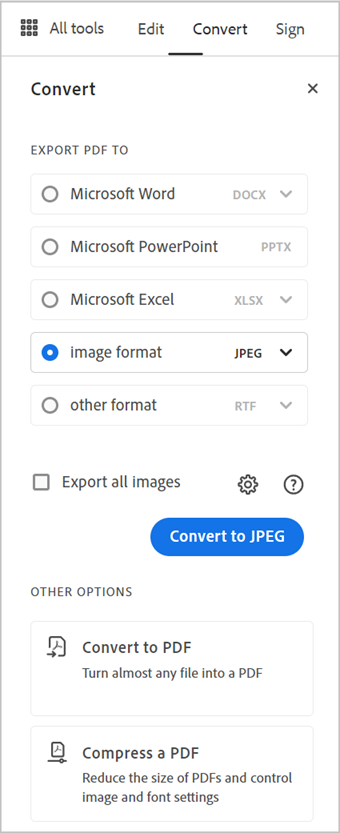 All tools Edit Convert Sign
Convert
EXPORT PDF TO
Microsoft Word DOCX
Microsoft PowerPoint PPTX
Microsoft Excel XLSX
image format JPEG
other format RTF
Export all images
Convert to JPEG
OTHER OPTIONS
Convert to PDF
Turn almost any file into a PDF
Compress a PDF
Reduce the size of PDFs and control
image and font settings